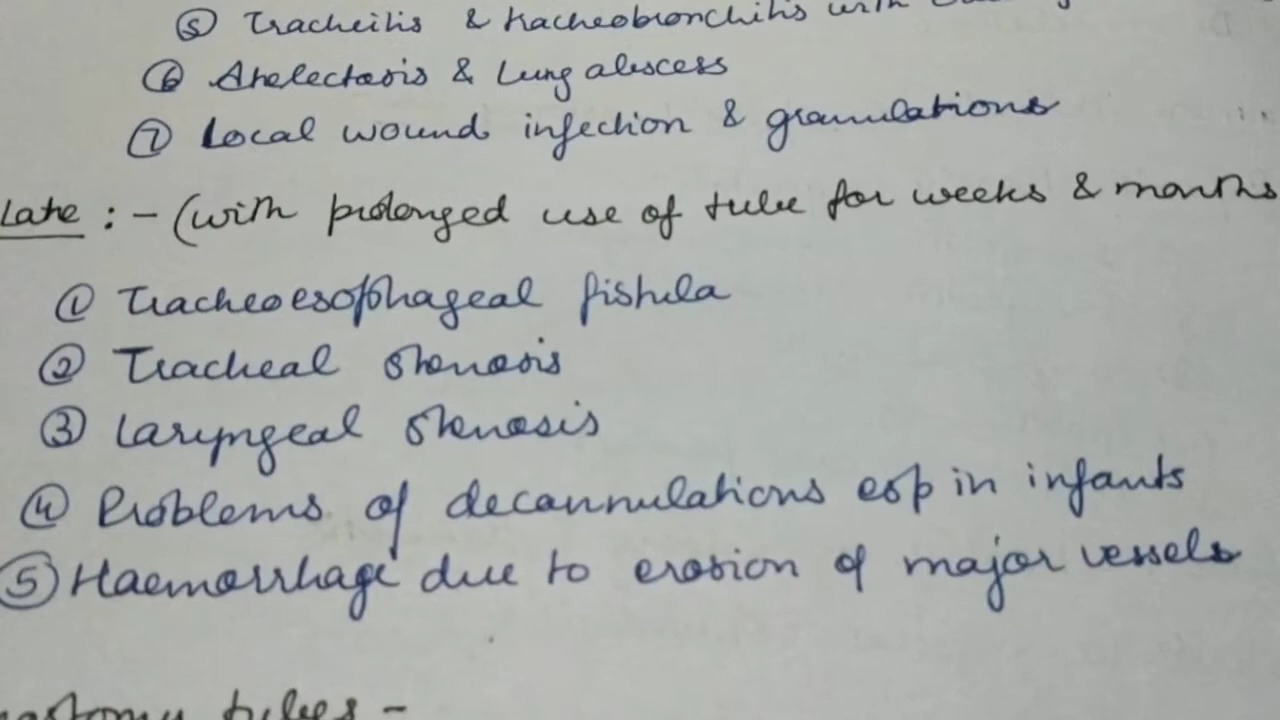 ⑤ Tracheitis & tracheobronchitis with
⑥ Atelectasis & Lung abscess
⑦ Local wound infection & granulations
Late : - (with prolonged use of tube for weeks & months
① Tracheoesophageal fistula
② Tracheal stenosis
③ Laryngeal stenosis
④ Problems of decannulations esp in infants
⑤ Haemorrhage due to erosion of major vessels
tubes -